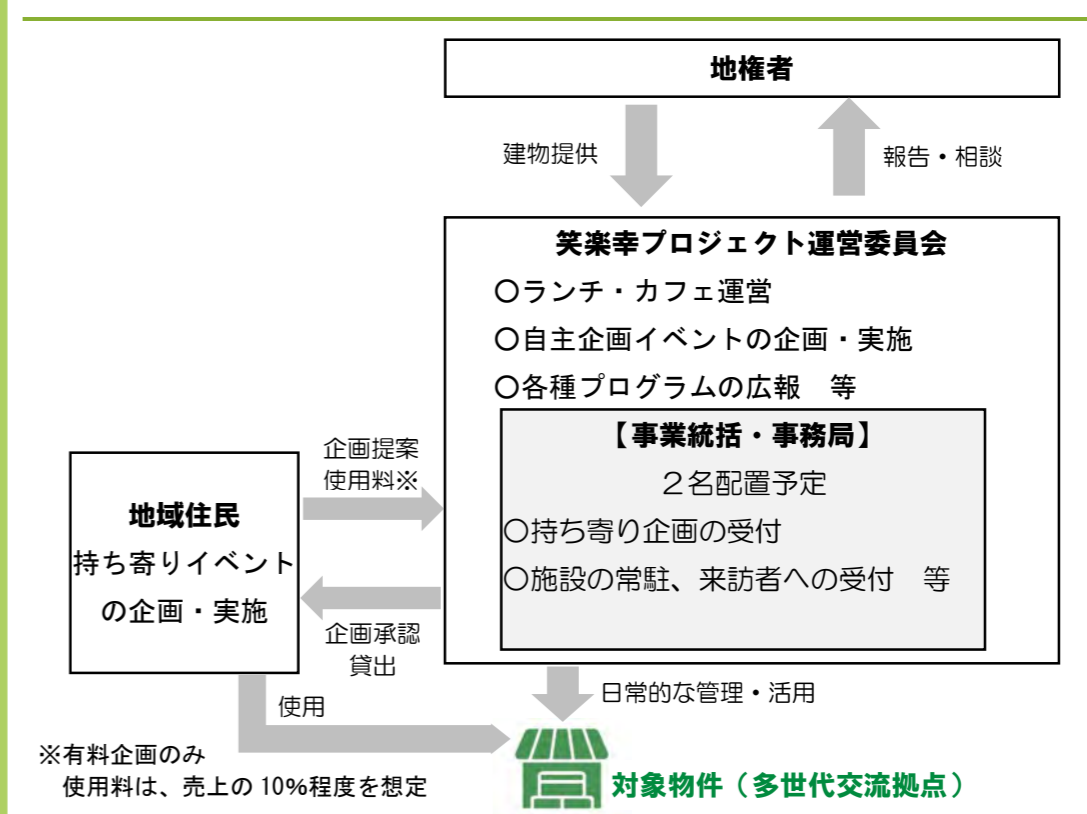 地権者
建物提供
報告・相談
笑楽幸プロジェクト運営委員会
〇ランチ・カフェ運営
〇自主企画イベントの企画・実施
〇各種プログラムの広報　等
【事業統括・事務局】
２名配置予定
〇持ち寄り企画の受付
〇施設の常駐、来訪者への受付　等
企画提案
使用料※
地域住民
持ち寄りイベント
の企画・実施
企画承認
貸出
使用
日常的な管理・活用
※有料企画のみ
使用料は、売上の 10%程度を想定
対象物件（多世代交流拠点）